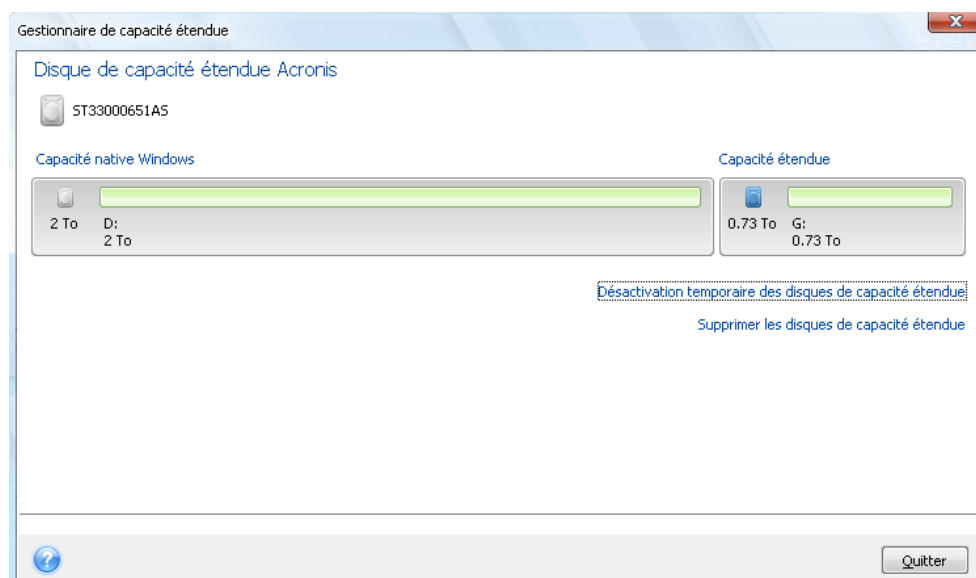 Gestionnaire de capacité étendue
Disque de capacité étendue Acronis
ST33000651AS
Capacité native Windows
Capacité étendue
2 To
D:
2 To
0.73 To
G:
0.73 To
Désactivation temporaire des disques de capacité étendue
Supprimer les disques de capacité étendue
Quitter